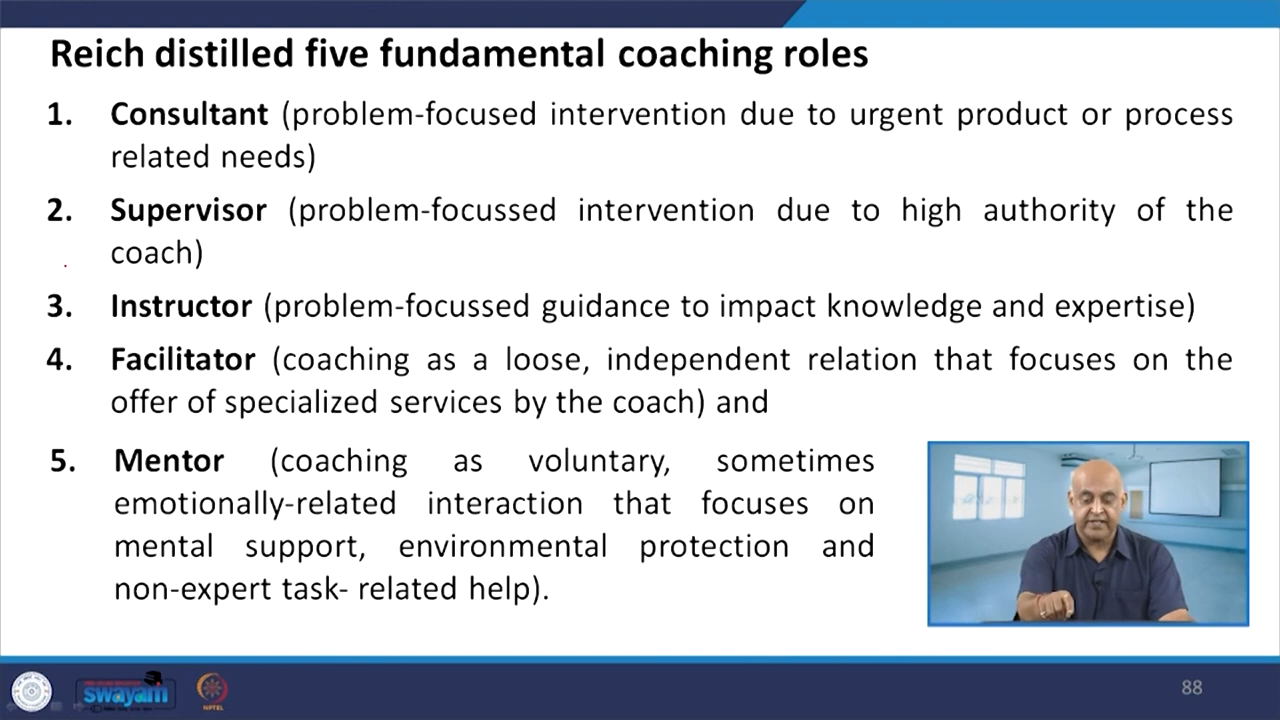 Reich distilled five fundamental coaching roles
1. Consultant (problem-focused intervention due to urgent product or process
related needs)
2. Supervisor (problem-focussed intervention due to high authority of the
coach)
3. Instructor (problem-focussed guidance to impact knowledge and expertise)
4. Facilitator (coaching as a loose, independent relation that focuses on the
offer of specialized services by the coach) and
5. Mentor (coaching as voluntary, sometimes
emotionally-related interaction that focuses on
mental support, environmental protection and
non-expert task- related help).
swayam
NPTEL
88